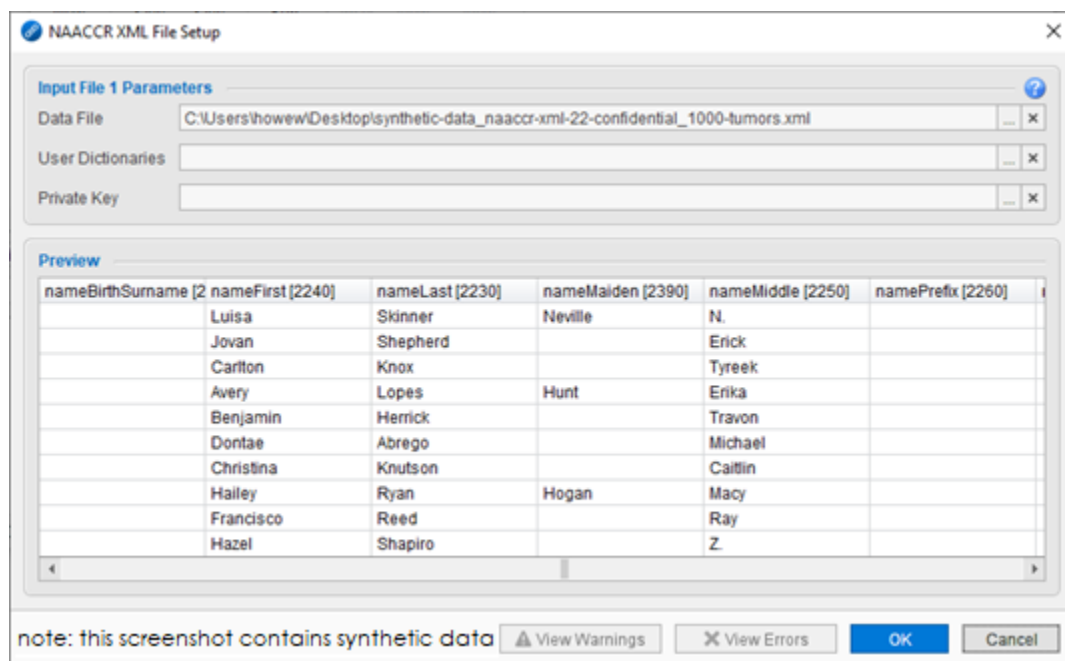 NAACCR XML File Setup
Input File 1 Parameters
Data File C:\Users\howew\Desktop\synthetic-data_naaccr-xml-22-confidential_1000-tumors.xml ...
User Dictionaries ...
Private Key ...
Preview
nameBirthSurname [2 nameFirst [2240] nameLast [2230] nameMaiden [2390] nameMiddle [2250] namePrefix [2260]
Luisa Skinner Neville N.
Jovan Shepherd Erick
Carlton Knox Tyreek
Avery Lopes Hunt Erika
Benjamin Herrick Travon
Dontae Abrego Michael
Christina Knutson Caitlin
Hailey Ryan Hogan Macy
Francisco Reed Ray
Hazel Shapiro Z.
note: this screenshot contains synthetic data View Warnings View Errors OK Cancel